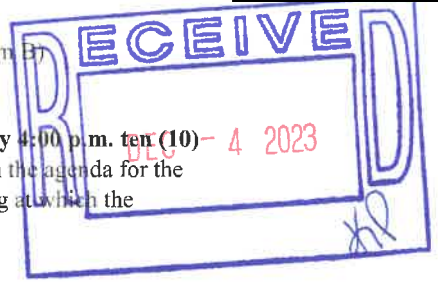 RECEIVED
n B)
y 4:00 p.m. ten (10)
DEC - 4 2023
the agenda for the
g at which the